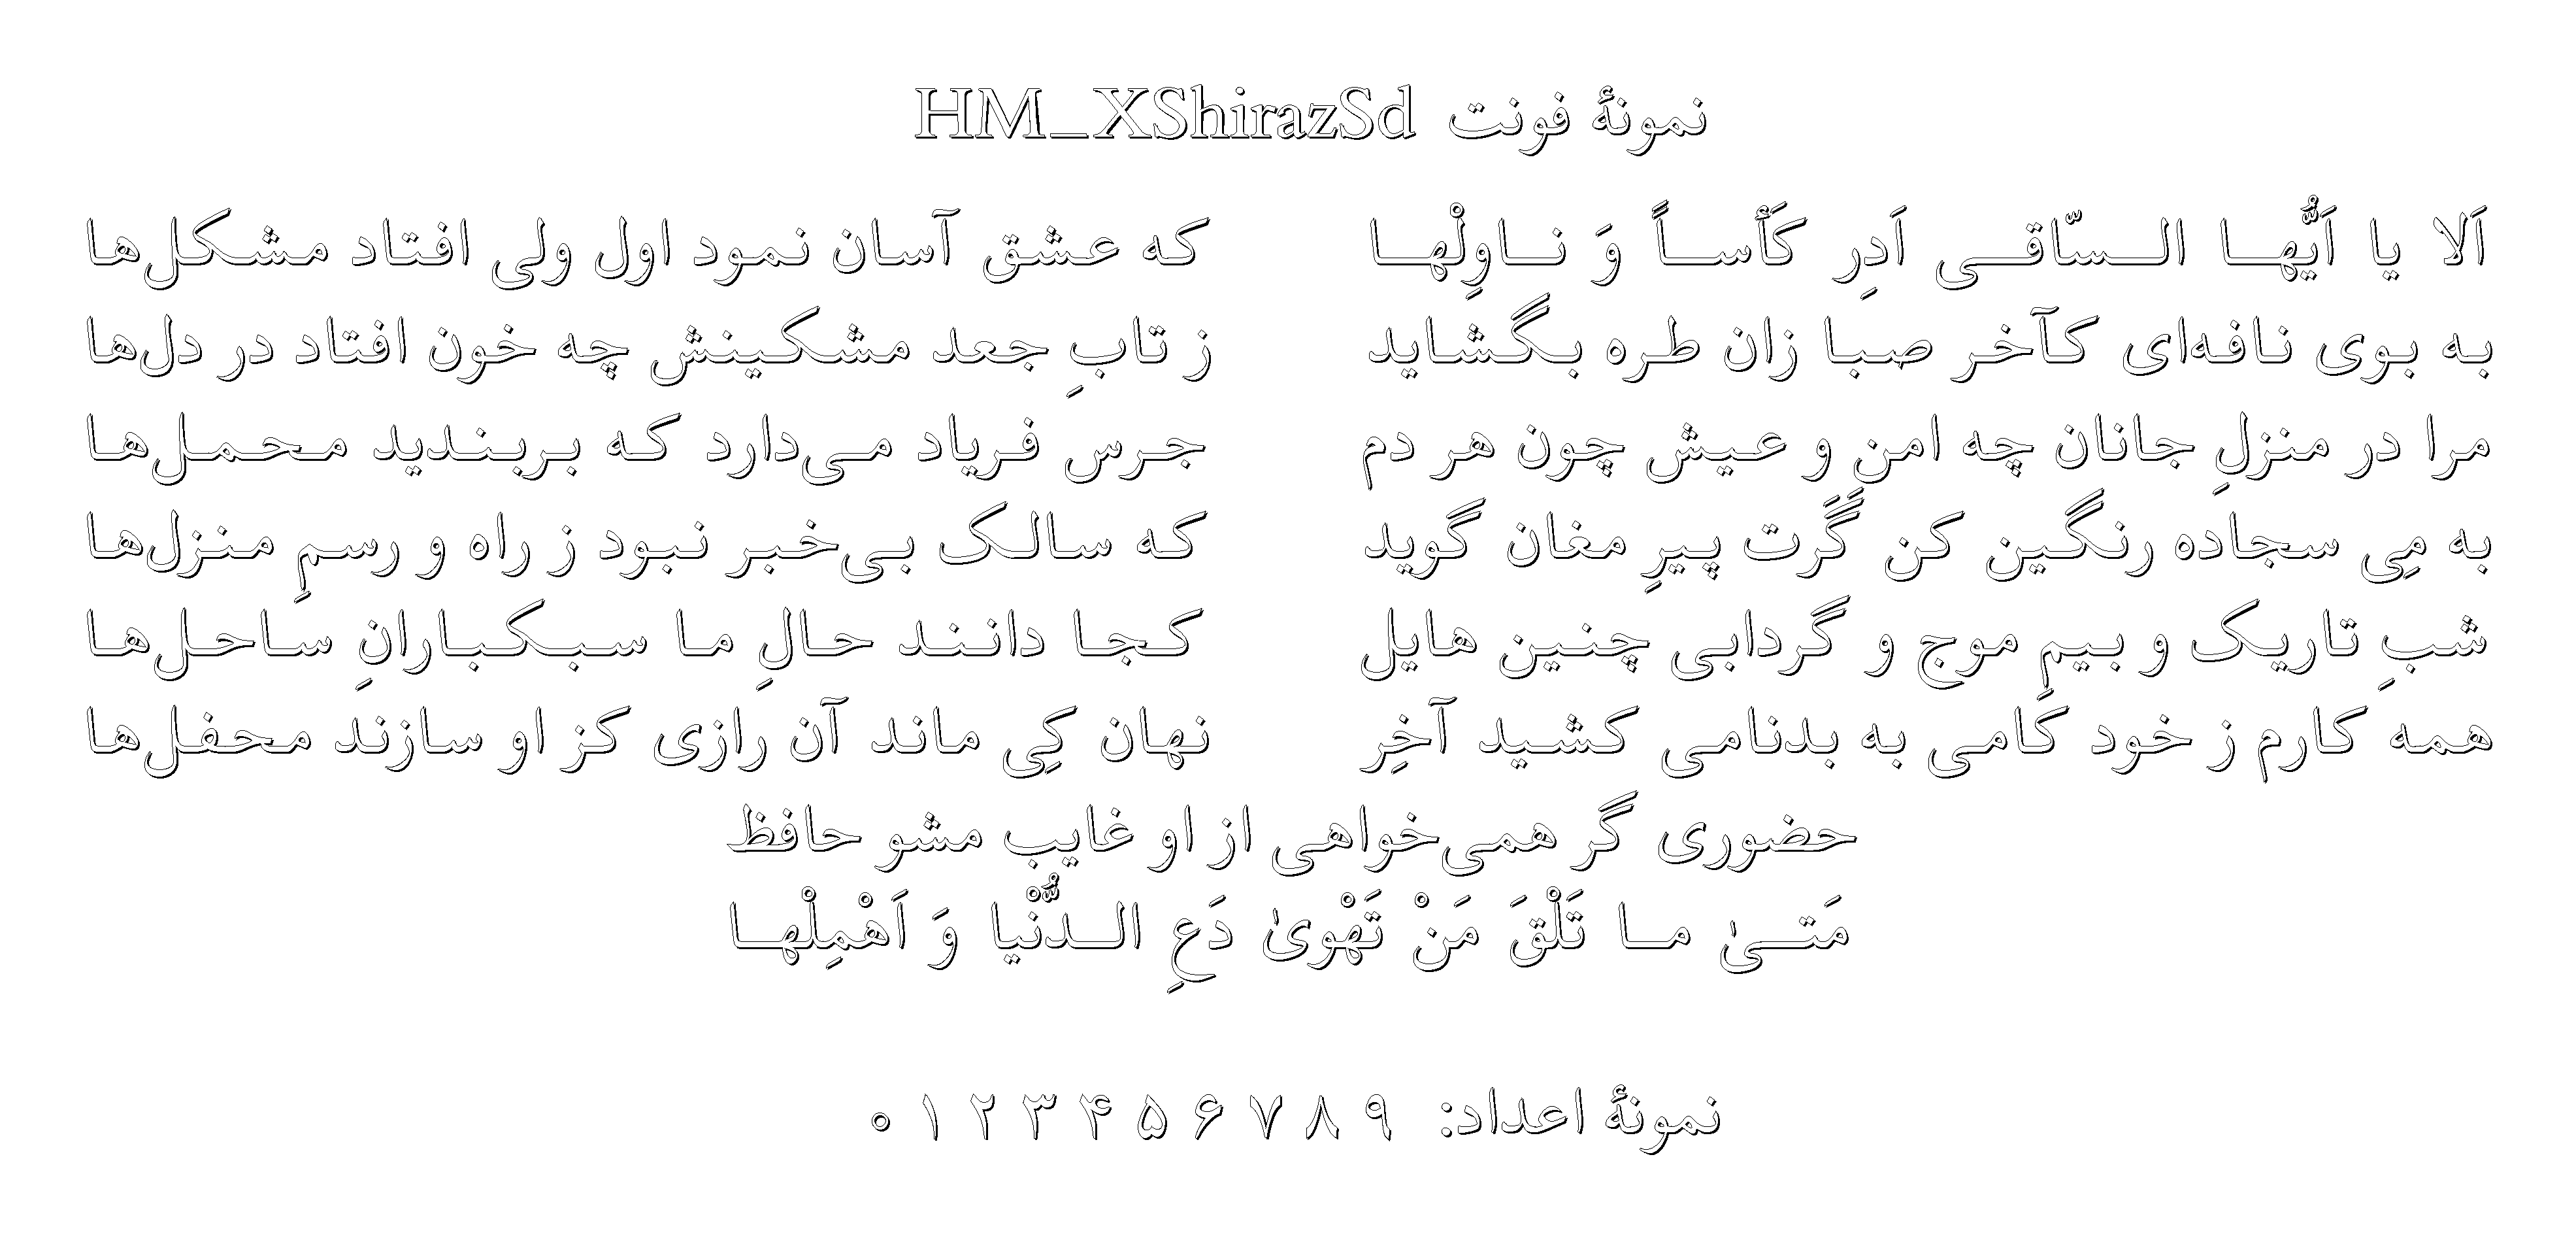 نمونهٔ فونت HM_XShirazSd
اَلا یا اَیُّها السّاقی اَدِر کَأساً وَ ناوِلْها که عشق آسان نمود اول ولی افتاد مشکل‌ها
به بوی نافه‌ای کآخر صبا زان طره بگشاید ز تابِ جعد مشکینش چه خون افتاد در دل‌ها
مرا در منزلِ جانان چه امن و عیش چون هر دم جرس فریاد می‌دارد که بربندید محمل‌ها
به مِی سجاده رنگین کن گَرَت پیرِ مغان گوید که سالک بی‌خبر نبود ز راه و رسمِ منزل‌ها
شبِ تاریک و بیمِ موج و گردابی چنین هایل کجا دانند حالِ ما سبکبارانِ ساحل‌ها
همه کارم ز خود کامی به بدنامی کشید آخِر نهان کِی ماند آن رازی کز او سازند محفل‌ها
حضوری گر همی‌خواهی از او غایب مشو حافظ
مَتیٰ ما تَلْقَ مَنْ تَهْویٰ دَعِ الدُّنْیا وَ اَهْمِلْها
نمونهٔ اعداد: ۹ ۸ ۷ ۶ ۵ ۴ ۳ ۲ ۱ ۰